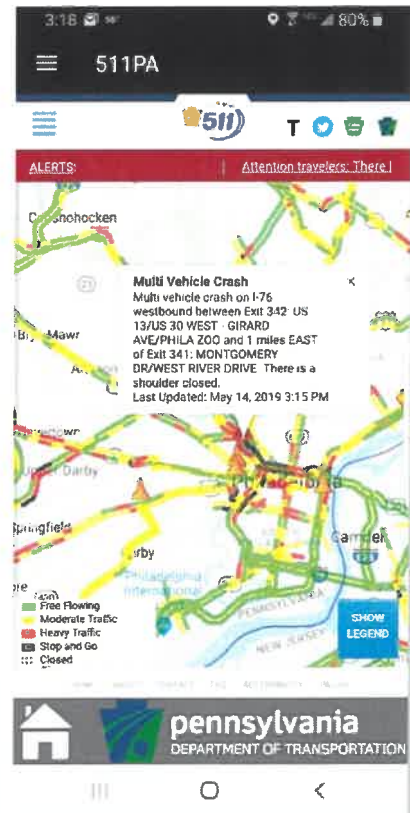 3:18 80%
511PA
511 T
ALERTS: Attention travelers: There
Conshohocken
Multi Vehicle Crash ×
Multi vehicle crash on I-76
westbound between Exit 342: US
13/US 30 WEST - GIRARD
AVE/PHILA ZOO and 1 miles EAST
of Exit 341: MONTGOMERY
DR/WEST RIVER DRIVE There is a
shoulder closed.
Last Updated: May 14, 2019 3:15 PM
Bryn Mawr
Upper Darby
Springfield
Camden
Philadelphia
International
PENNSYLVANIA
NEW JERSEY
Free Flowing
Moderate Traffic
Heavy Traffic
Stop and Go
Closed
SHOW
LEGEND
pennsylvania
DEPARTMENT OF TRANSPORTATION